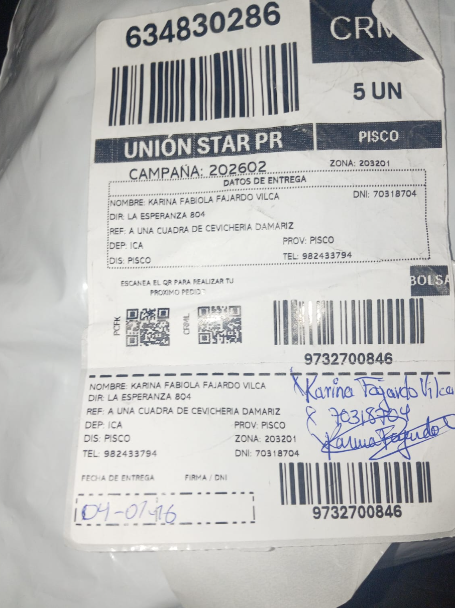 634830286
CRM
5 UN
UNIÓN STAR PR
PISCO
CAMPAÑA: 202602
ZONA: 203201
DATOS DE ENTREGA
NOMBRE: KARINA FABIOLA FAJARDO VILCA DNI: 70318704
DIR: LA ESPERANZA 804
REF: A UNA CUADRA DE CEVICHERIA DAMARIZ
DEP: ICA PROV: PISCO
DIS: PISCO TEL: 982433794
ESCANEA EL QR PARA REALIZAR TU
PROXIMO PEDIDO
BOLSA
CRML
9732700846
NOMBRE: KARINA FABIOLA FAJARDO VILCA
DIR: LA ESPERANZA 804
REF: A UNA CUADRA DE CEVICHERIA DAMARIZ
DEP: ICA PROV: PISCO
DIS: PISCO ZONA: 203201
TEL: 982433794 DNI: 70318704
Karina Fajardo Vilca
70318704
Karina Fajardo
FECHA DE ENTREGA FIRMA / DNI
9732700846